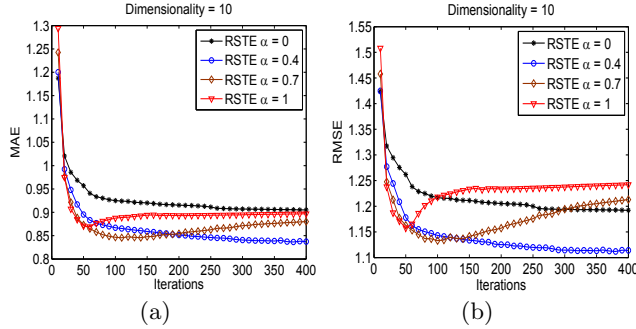 Dimensionality = 10
1.3
1.25
1.2
1.15
1.1
1.05
1
0.95
0.9
0.85
0.8
MAE
RSTE α = 0
RSTE α = 0.4
RSTE α = 0.7
RSTE α = 1
0 50 100 150 200 250 300 350 400
Iterations
(a)
Dimensionality = 10
1.55
1.5
1.45
1.4
1.35
1.3
1.25
1.2
1.15
1.1
RMSE
RSTE α = 0
RSTE α = 0.4
RSTE α = 0.7
RSTE α = 1
0 50 100 150 200 250 300 350 400
Iterations
(b)